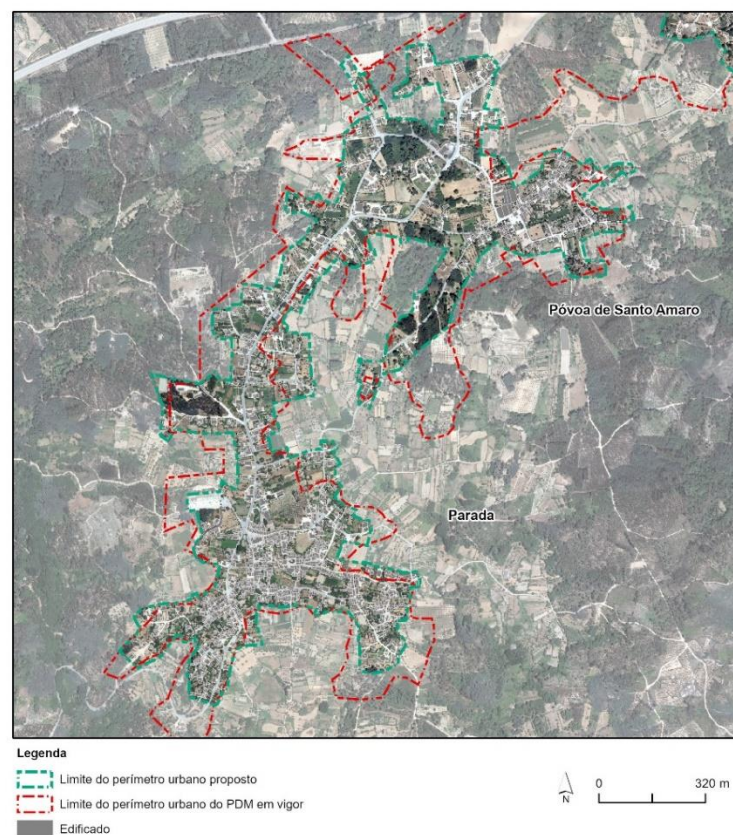 Póvoa de Santo Amaro
Parada
Legenda
Limite do perímetro urbano proposto
Limite do perímetro urbano do PDM em vigor
Edificado
N
0 320 m